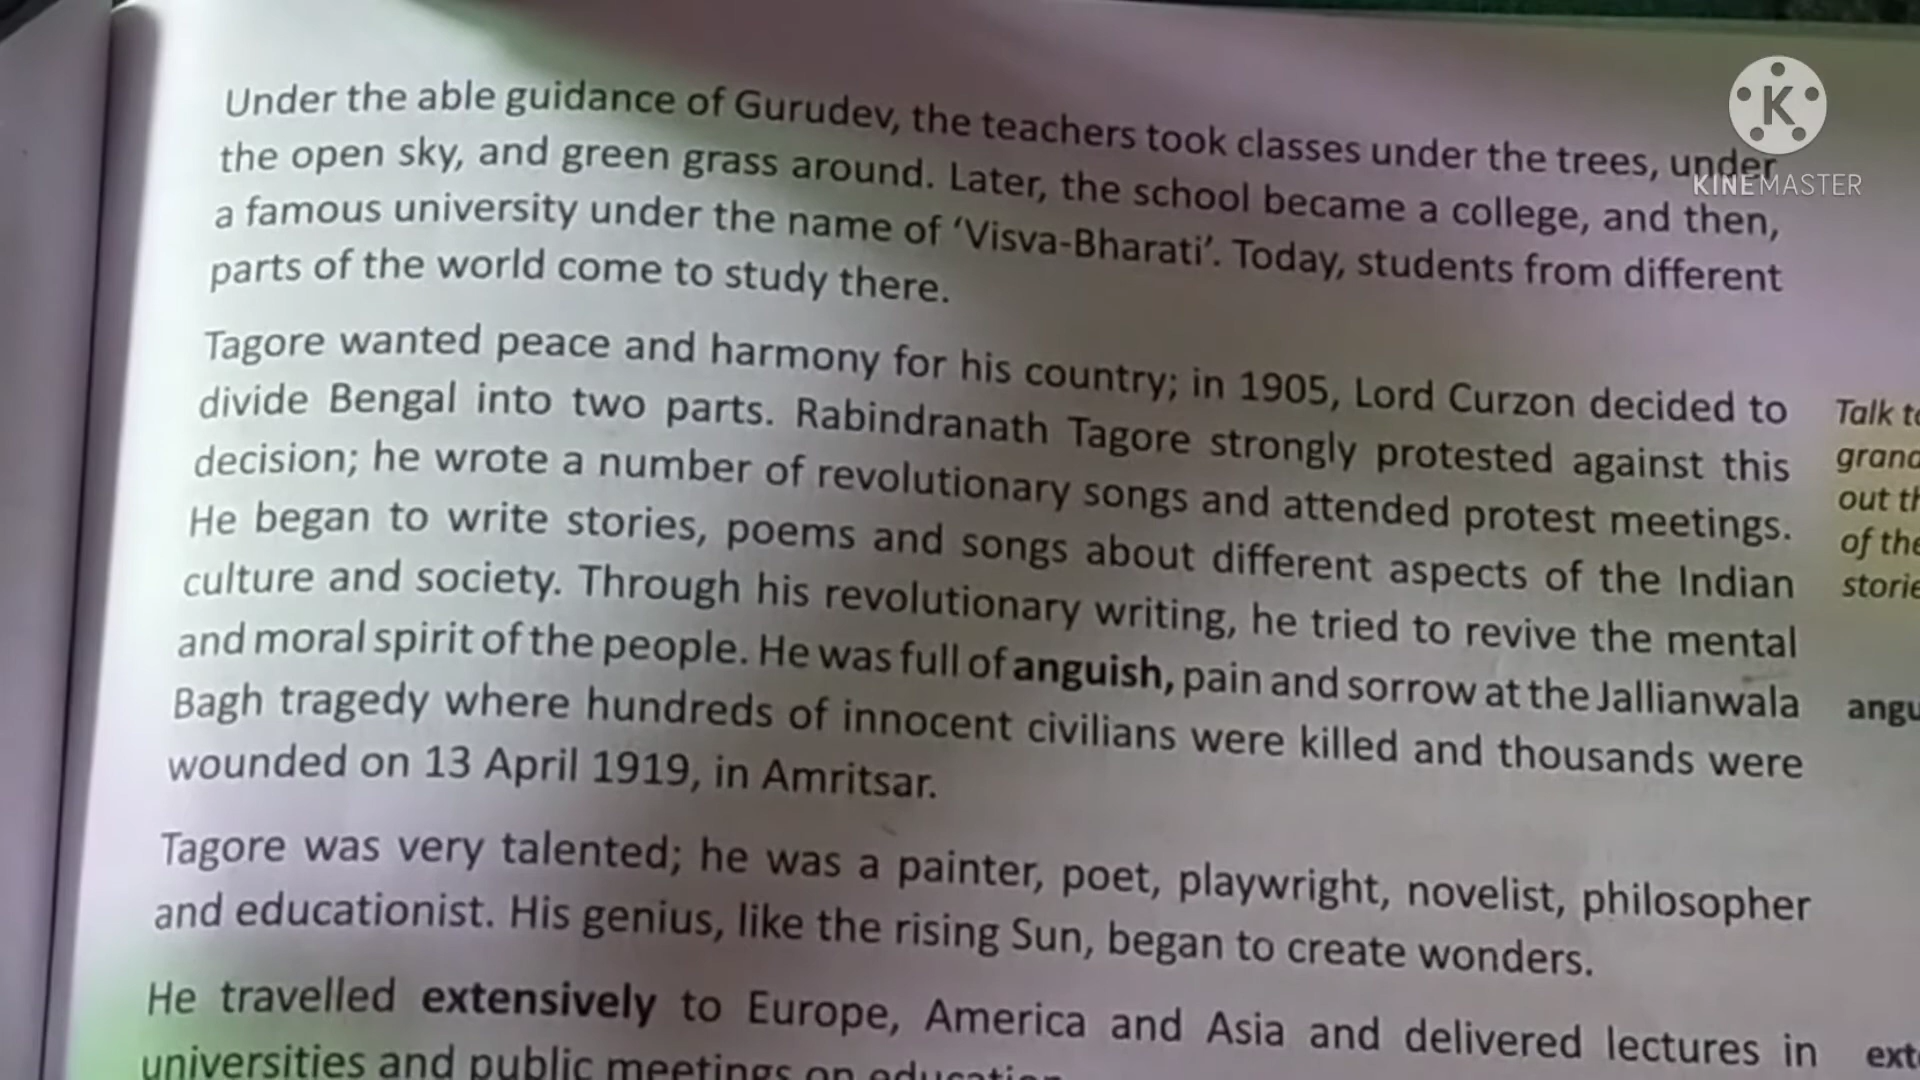 Under the able guidance of Gurudev, the teachers took classes under the trees, under
the open sky, and green grass around. Later, the school became a college, and then,
a famous university under the name of ‘Visva-Bharati’. Today, students from different
parts of the world come to study there.
Tagore wanted peace and harmony for his country; in 1905, Lord Curzon decided to
divide Bengal into two parts. Rabindranath Tagore strongly protested against this
decision; he wrote a number of revolutionary songs and attended protest meetings.
He began to write stories, poems and songs about different aspects of the Indian
culture and society. Through his revolutionary writing, he tried to revive the mental
and moral spirit of the people. He was full of anguish, pain and sorrow at the Jallianwala
Bagh tragedy where hundreds of innocent civilians were killed and thousands were
wounded on 13 April 1919, in Amritsar.
Tagore was very talented; he was a painter, poet, playwright, novelist, philosopher
and educationist. His genius, like the rising Sun, began to create wonders.
He travelled extensively to Europe, America and Asia and delivered lectures in
universities and public meetings on education
Talk
out
of
K
KINEMASTER